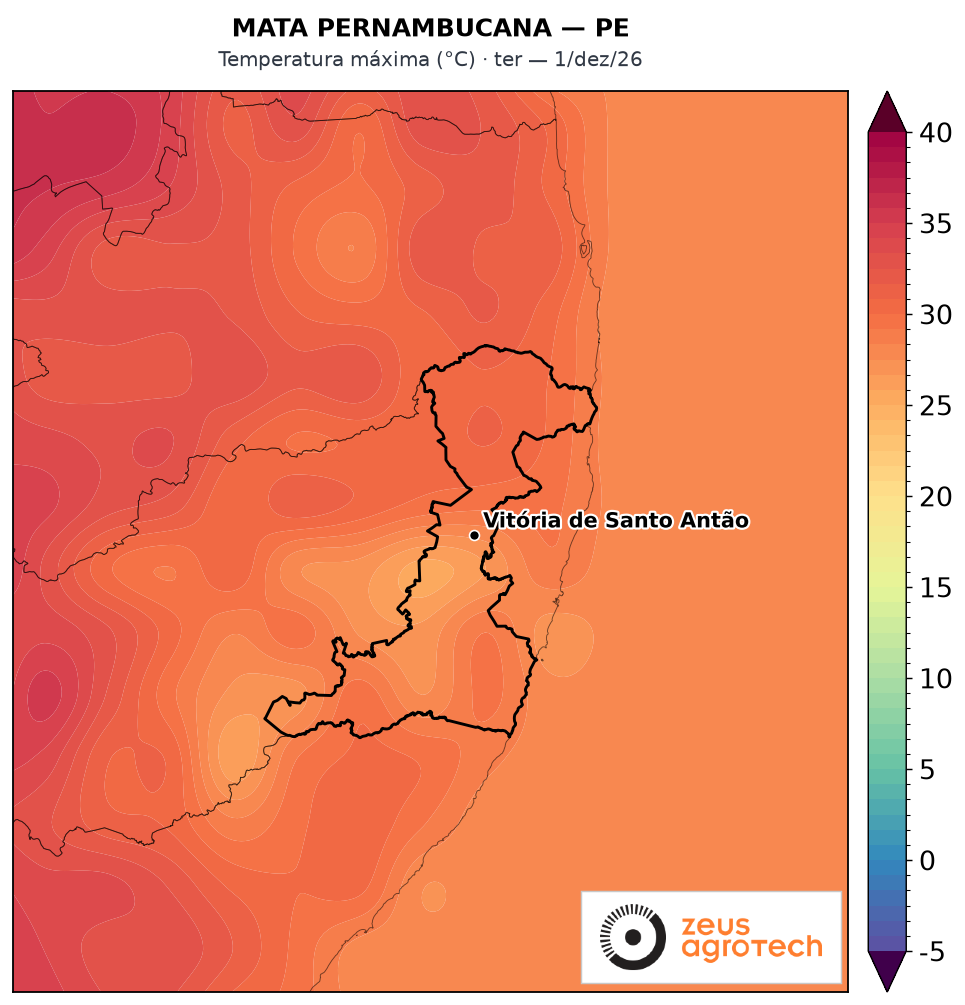 MATA PERNAMBUCANA — PE
Temperatura máxima (°C) · ter — 1/dez/26
40
35
30
25
20
15
10
5
0
-5
Vitória de Santo Antão
zeus
agrotech